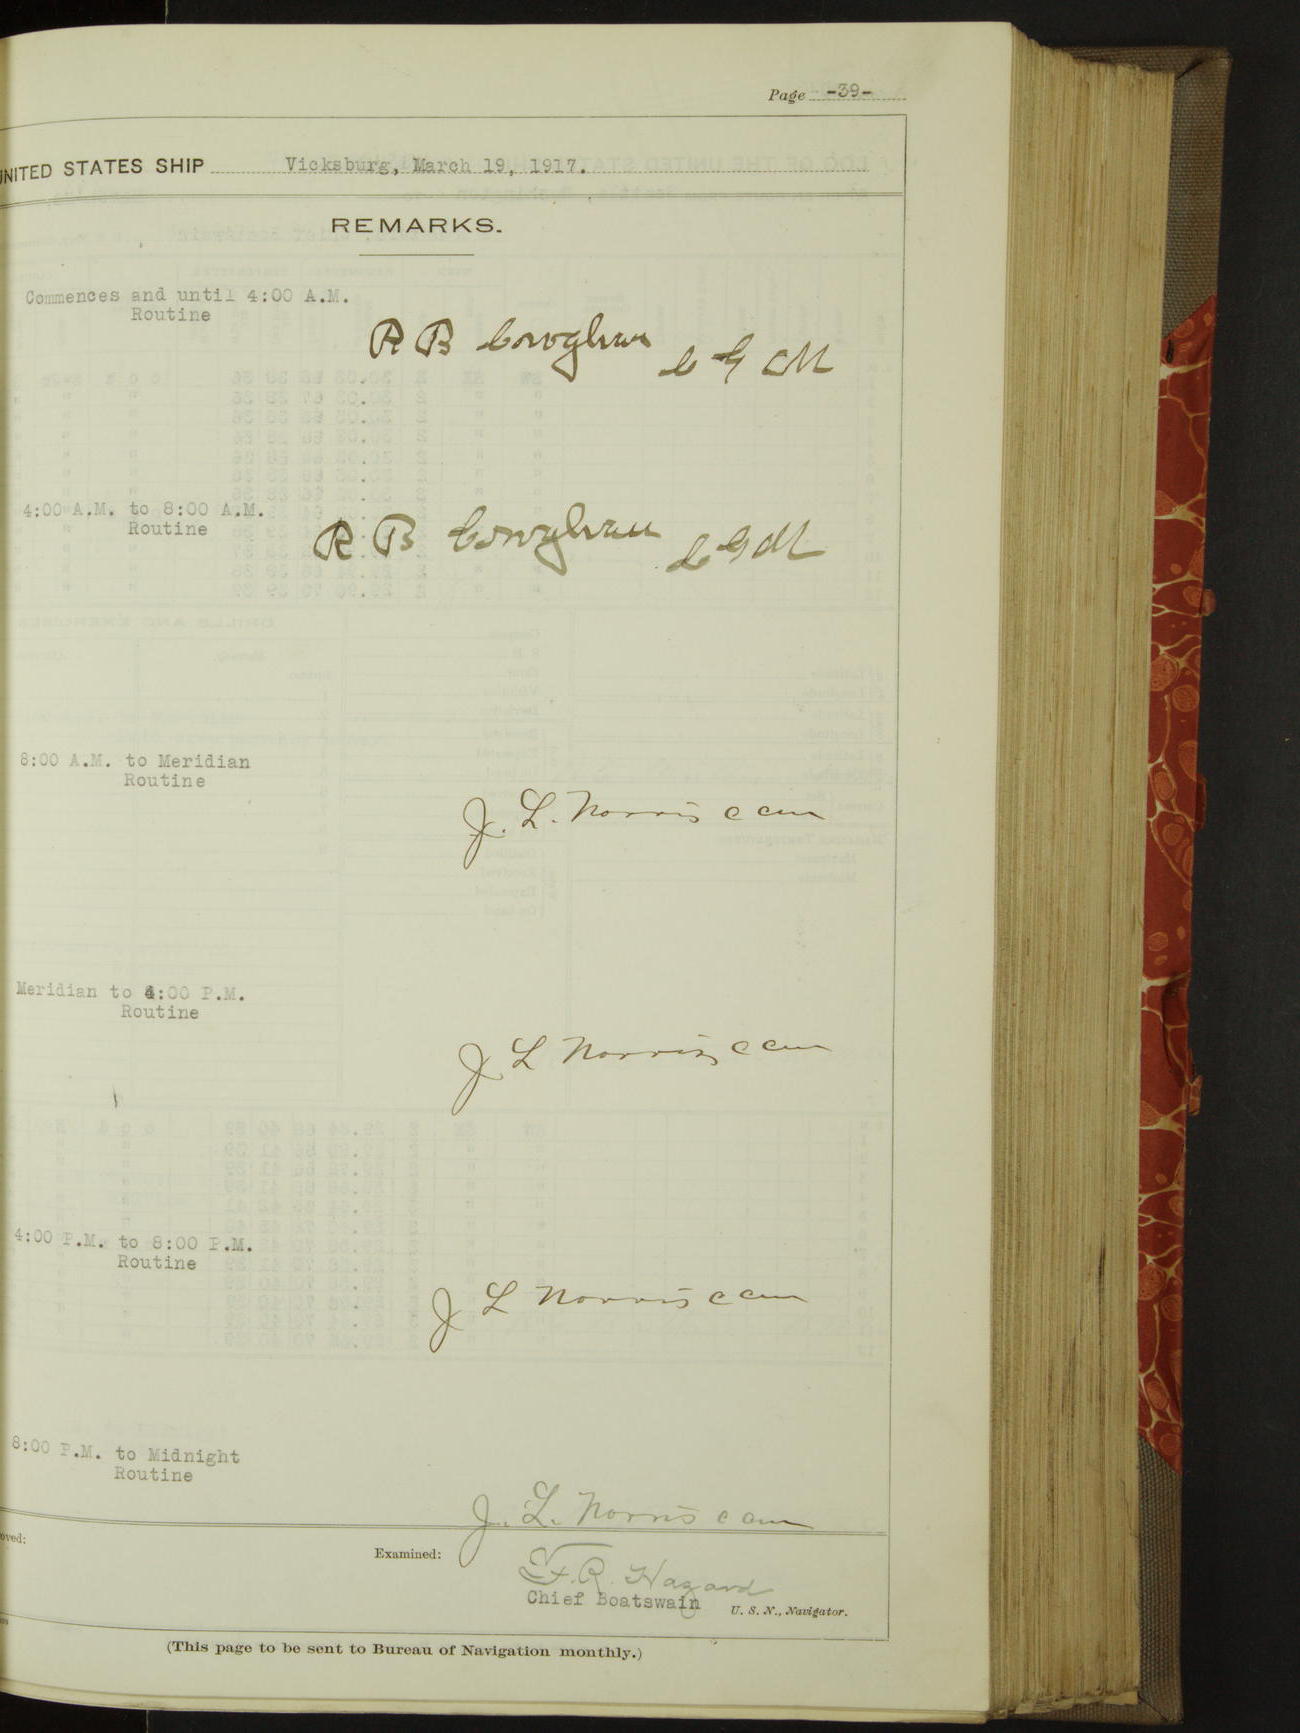 Page -39-
UNITED STATES SHIP Vicksburg, March 19, 1917.
REMARKS.
Commences and until 4:00 A.M.
Routine
R B C G M
4:00 A.M. to 8:00 A.M.
Routine
R B C G M
8:00 A.M. to Meridian
Routine
J. L. Norris C C M
Meridian to 4:00 P.M.
Routine
J L Norris C C M
4:00 P.M. to 8:00 P.M.
Routine
J L Norris C C M
8:00 P.M. to Midnight
Routine
J. L. Norris C C M
oved:
Examined:
F. R. Hazard
Chief Boatswain U. S. N., Navigator.
(This page to be sent to Bureau of Navigation monthly.)